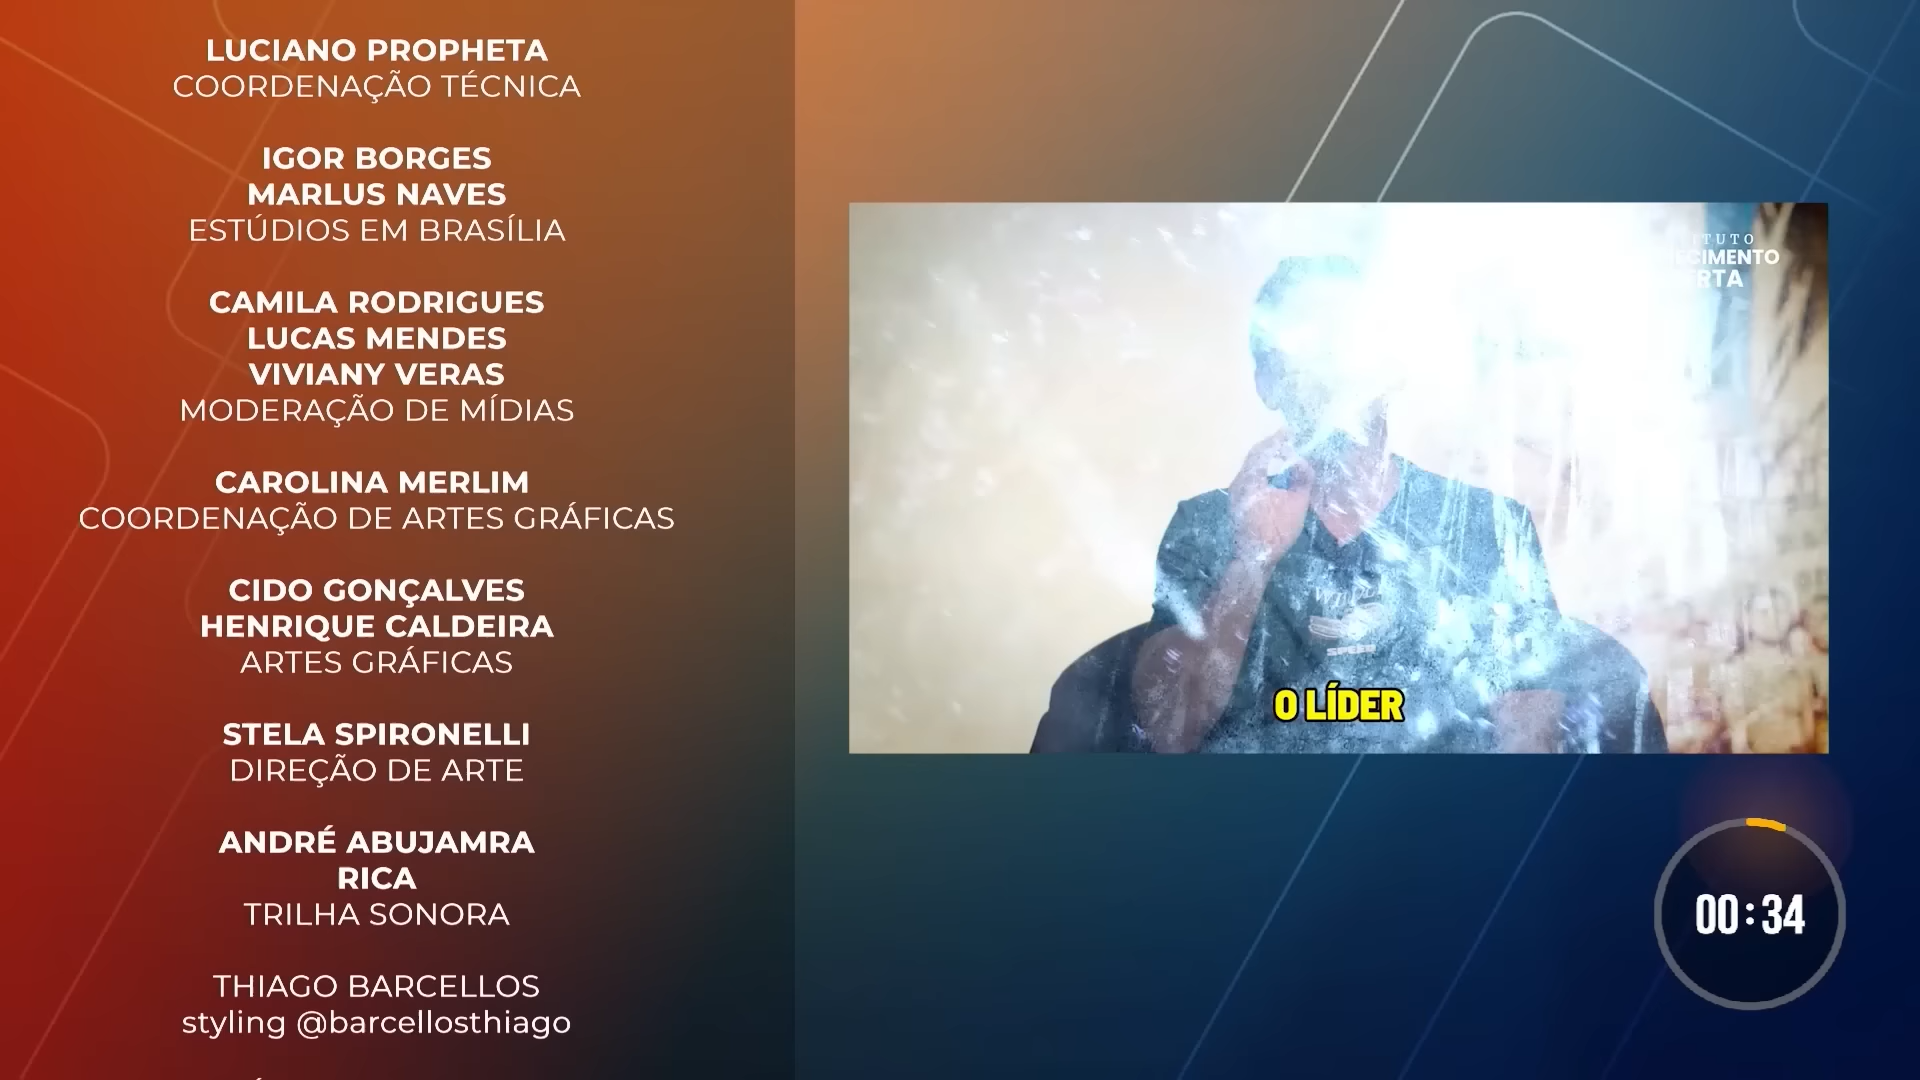 LUCIANO PROPHETA
COORDENAÇÃO TÉCNICA
IGOR BORGES
MARLUS NAVES
ESTÚDIOS EM BRASÍLIA
CAMILA RODRIGUES
LUCAS MENDES
VIVIANY VERAS
MODERAÇÃO DE MÍDIAS
CAROLINA MERLIM
COORDENAÇÃO DE ARTES GRÁFICAS
CIDO GONÇALVES
HENRIQUE CALDEIRA
ARTES GRÁFICAS
STELA SPIRONELLI
DIREÇÃO DE ARTE
ANDRÉ ABUJAMRA
RICA
TRILHA SONORA
THIAGO BARCELLOS
styling @barcellosthiago
SPEED
O LÍDER
00:34